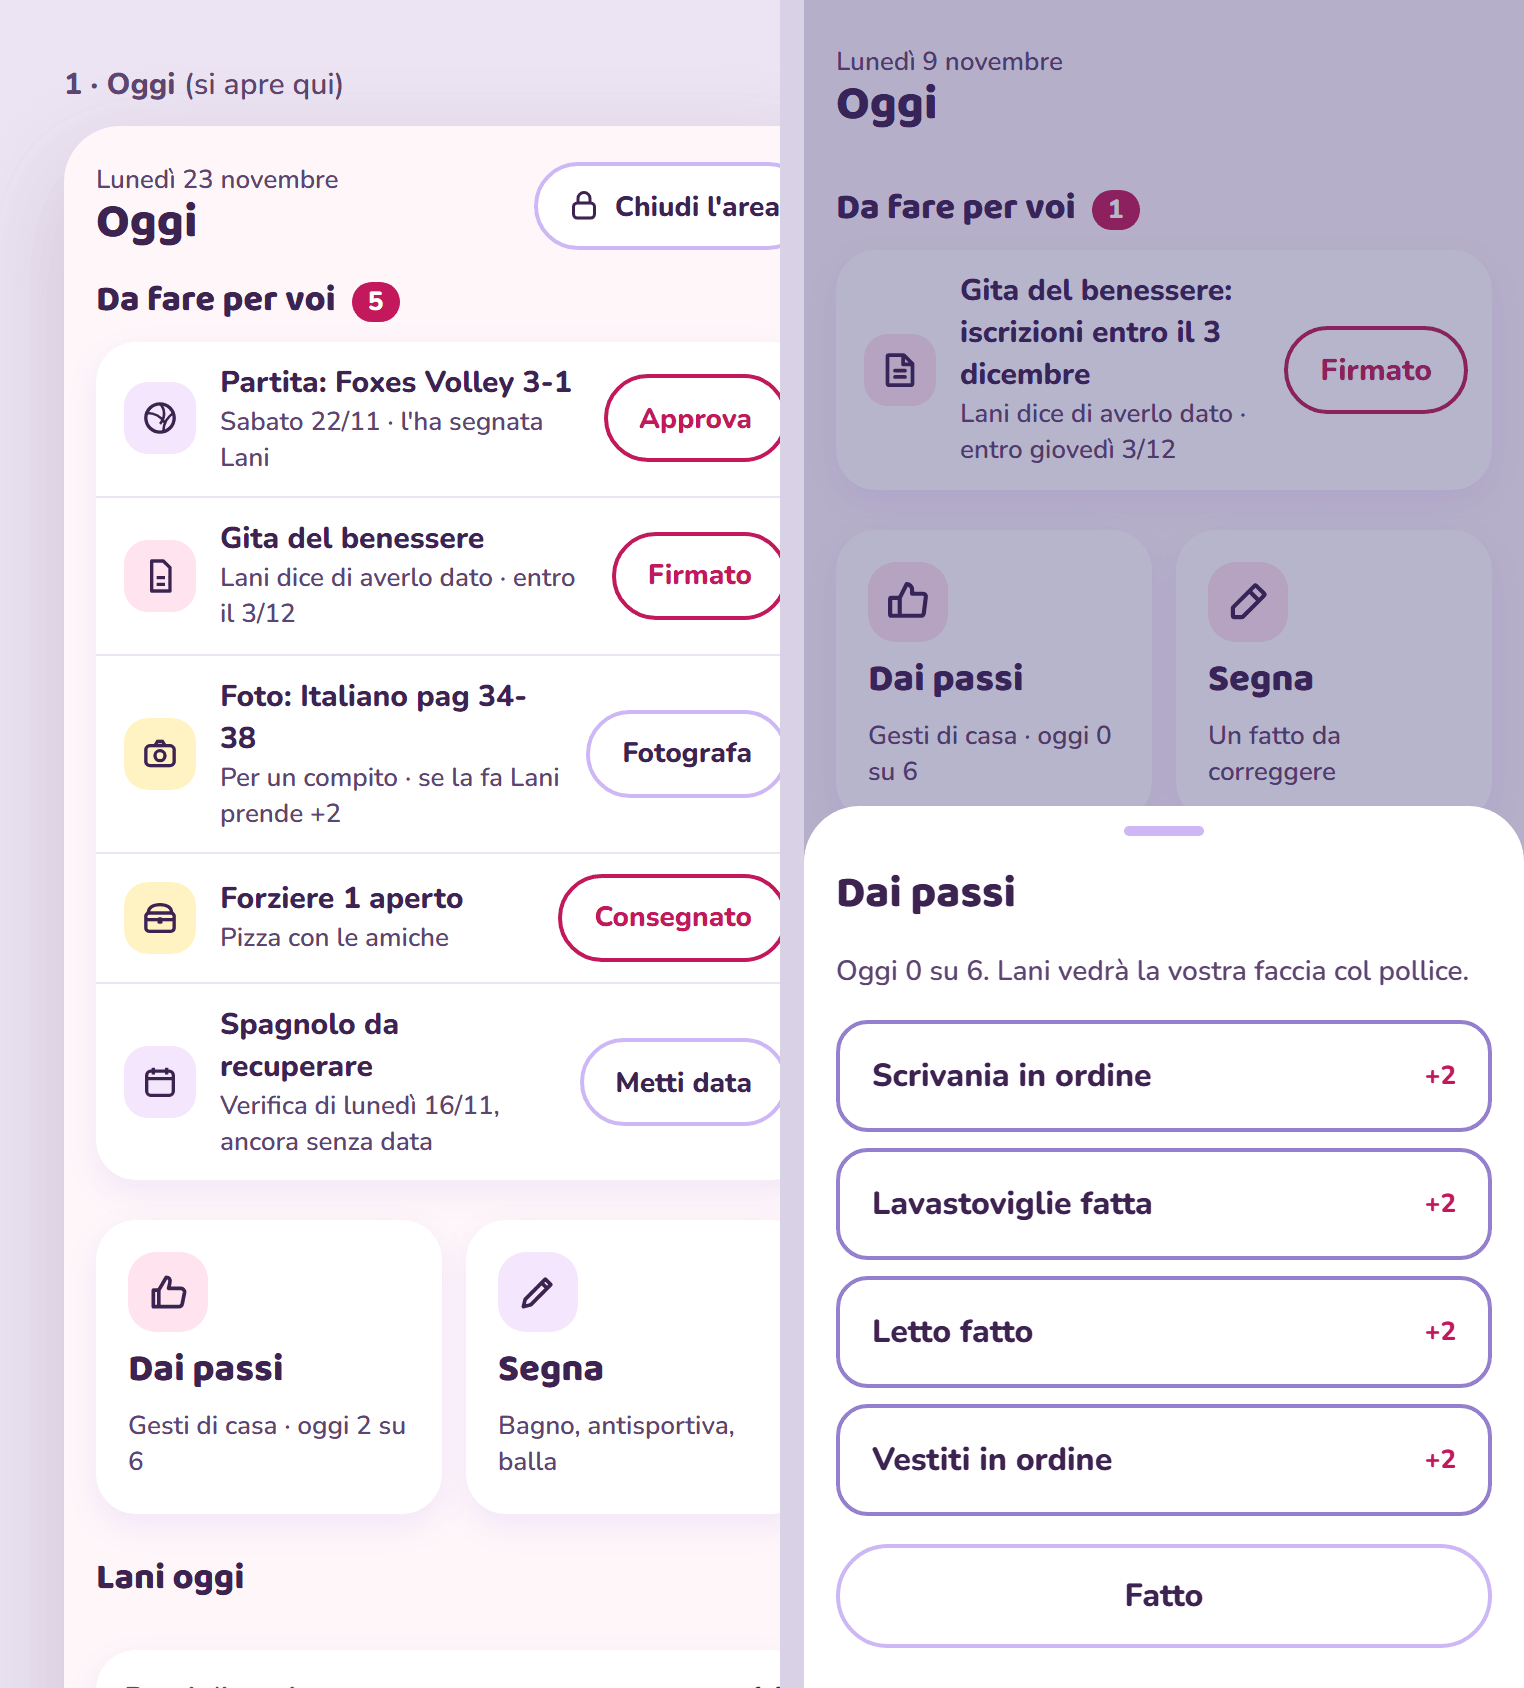 1 · Oggi (si apre qui)
Lunedì 23 novembre
Oggi
Chiudi l'area
Da fare per voi 5
Partita: Foxes Volley 3-1
Sabato 22/11 · l'ha segnata
Lani
Approva
Gita del benessere
Lani dice di averlo dato · entro
il 3/12
Firmato
Foto: Italiano pag 34-
38
Per un compito · se la fa Lani
prende +2
Fotografa
Forziere 1 aperto
Pizza con le amiche
Consegnato
Spagnolo da
recuperare
Verifica di lunedì 16/11,
ancora senza data
Metti data
Dai passi
Gesti di casa · oggi 2 su
6
Segna
Bagno, antisportiva,
balla
Lani oggi
Lunedì 9 novembre
Oggi
Da fare per voi 1
Gita del benessere:
iscrizioni entro il 3
dicembre
Lani dice di averlo dato ·
entro giovedì 3/12
Firmato
Dai passi
Gesti di casa · oggi 0
su 6
Segna
Un fatto da
correggere
Dai passi
Oggi 0 su 6. Lani vedrà la vostra faccia col pollice.
Scrivania in ordine +2
Lavastoviglie fatta +2
Letto fatto +2
Vestiti in ordine +2
Fatto